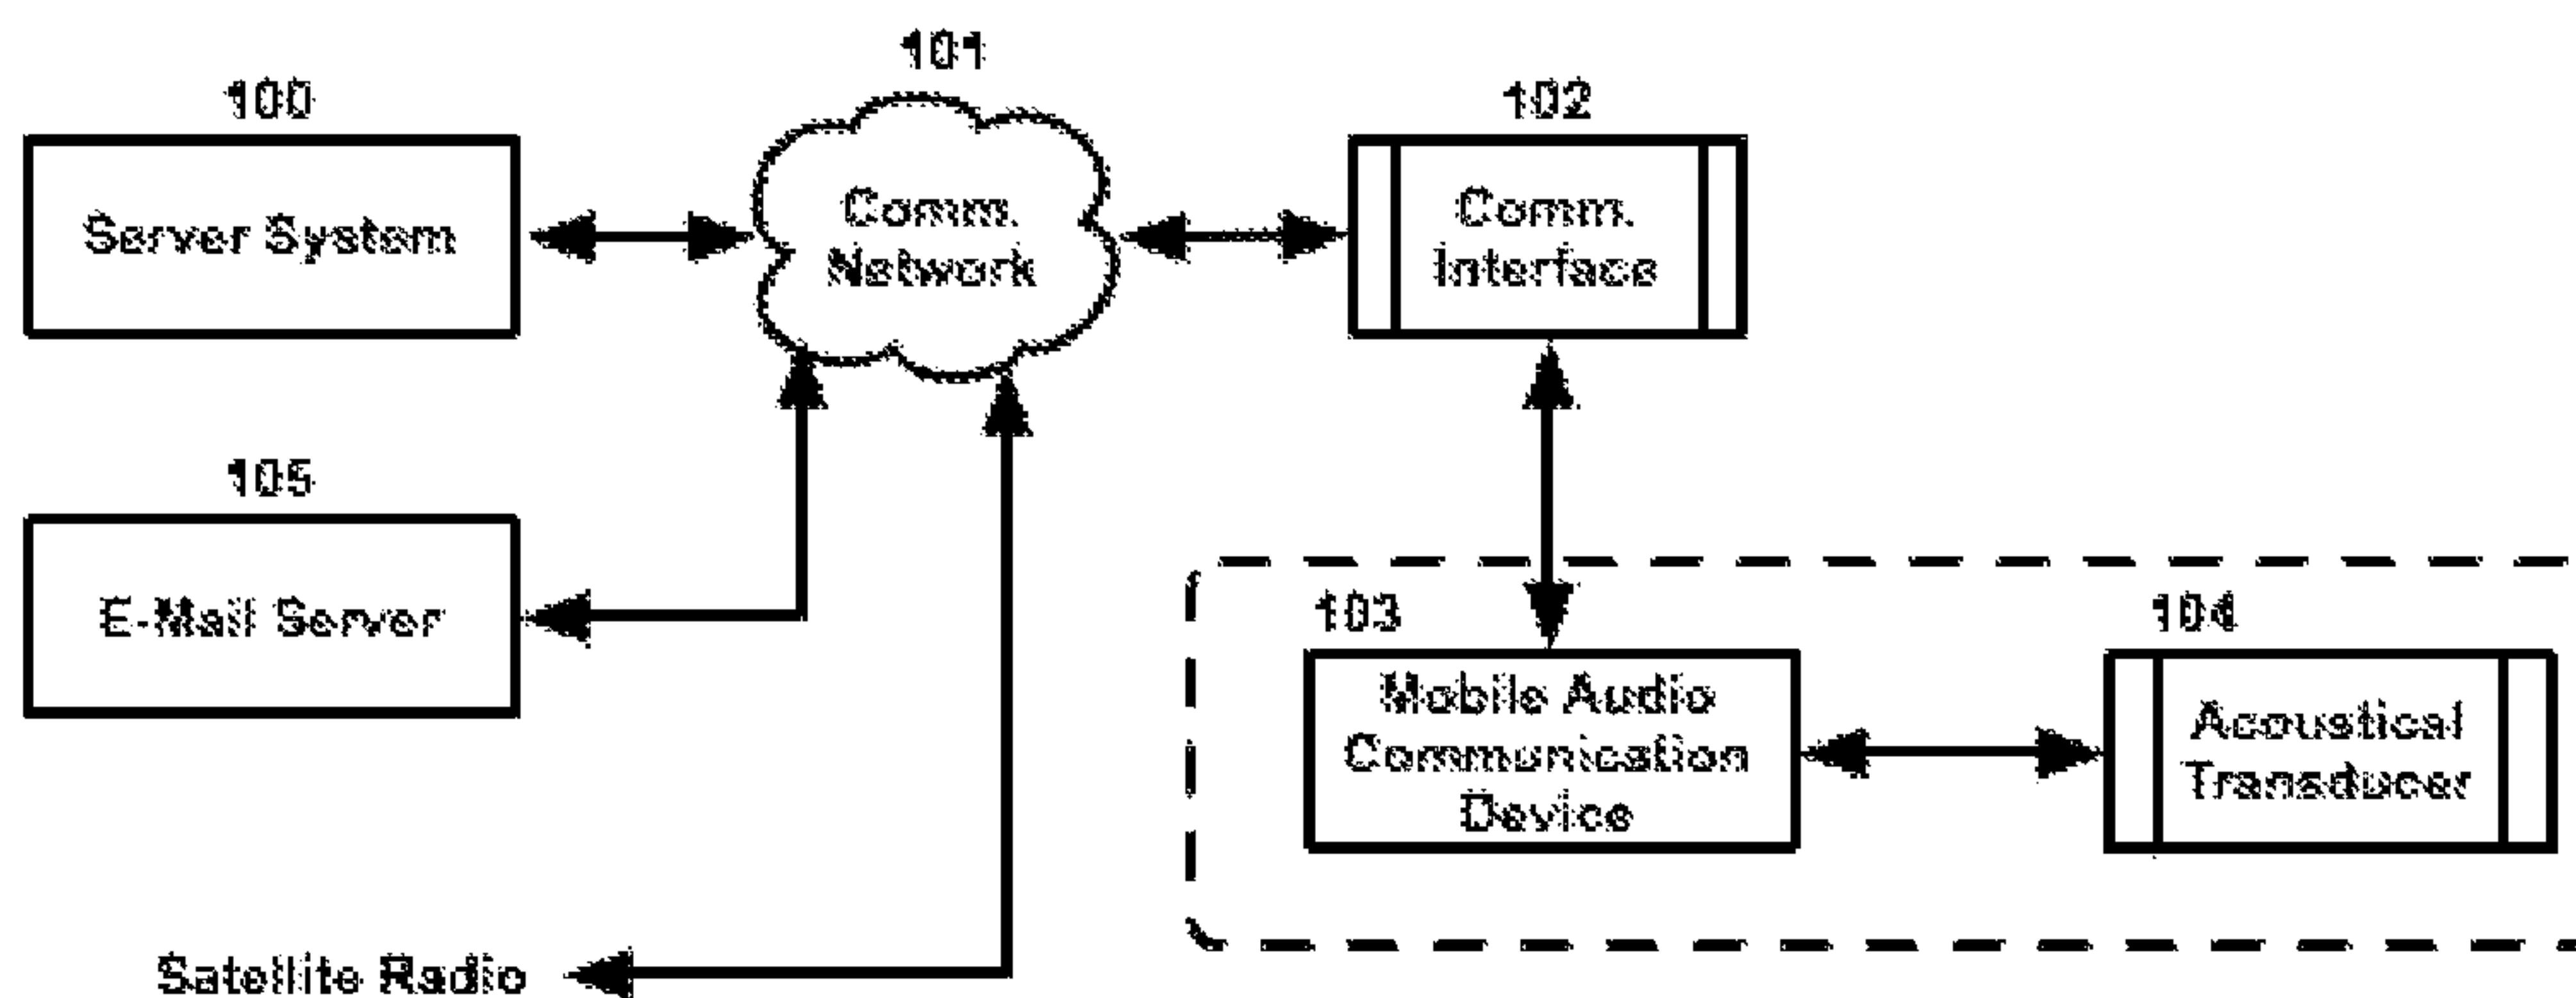 101
100
102
Server System
Comm.
Network
Comm.
Interface
105
E-Mail Server
103
104
Mobile Audio
Communication
Device
Acoustical
Transducer
Satellite Radio